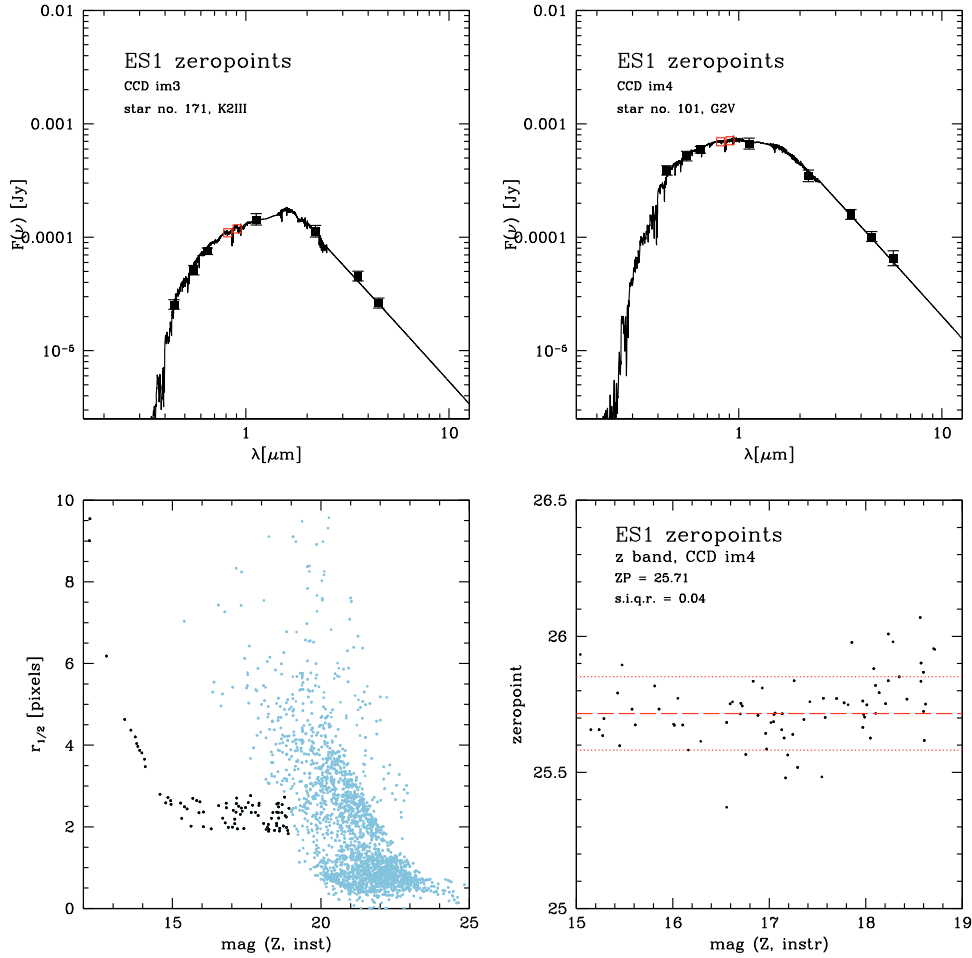 0.01
0.001
0.0001
10⁻⁵
F(ν) [Jy]
ES1 zeropoints
CCD im3
star no. 171, K2III
1
10
λ[μm]
0.01
0.001
0.0001
10⁻⁵
F(ν) [Jy]
ES1 zeropoints
CCD im4
star no. 101, G2V
1
10
λ[μm]
10
8
6
4
2
0
r₁/₂ [pixels]
15
20
25
mag (Z, inst)
26.5
26
25.5
25
zeropoint
ES1 zeropoints
z band, CCD im4
ZP = 25.71
s.i.q.r. = 0.04
15
16
17
18
19
mag (Z, instr)